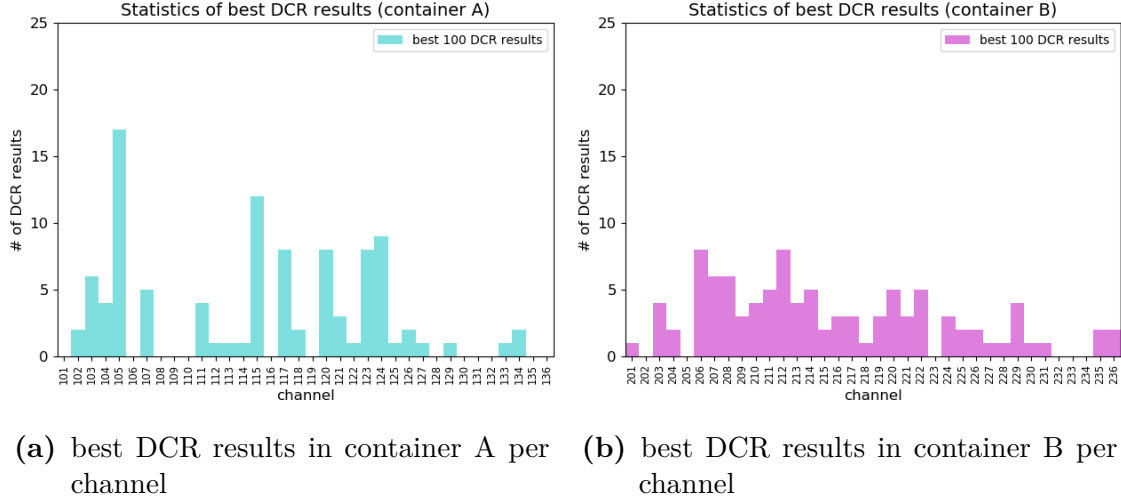 Statistics of best DCR results (container A)
best 100 DCR results
# of DCR results
25
20
15
10
5
0
101 102 103 104 105 106 107 108 109 110 111 112 113 114 115 116 117 118 119 120 121 122 123 124 125 126 127 128 129 130 131 132 133 134 135 136
channel
Statistics of best DCR results (container B)
best 100 DCR results
# of DCR results
25
20
15
10
5
0
201 202 203 204 205 206 207 208 209 210 211 212 213 214 215 216 217 218 219 220 221 222 223 224 225 226 227 228 229 230 231 232 233 234 235 236
channel
(a) best DCR results in container A per
channel
(b) best DCR results in container B per
channel